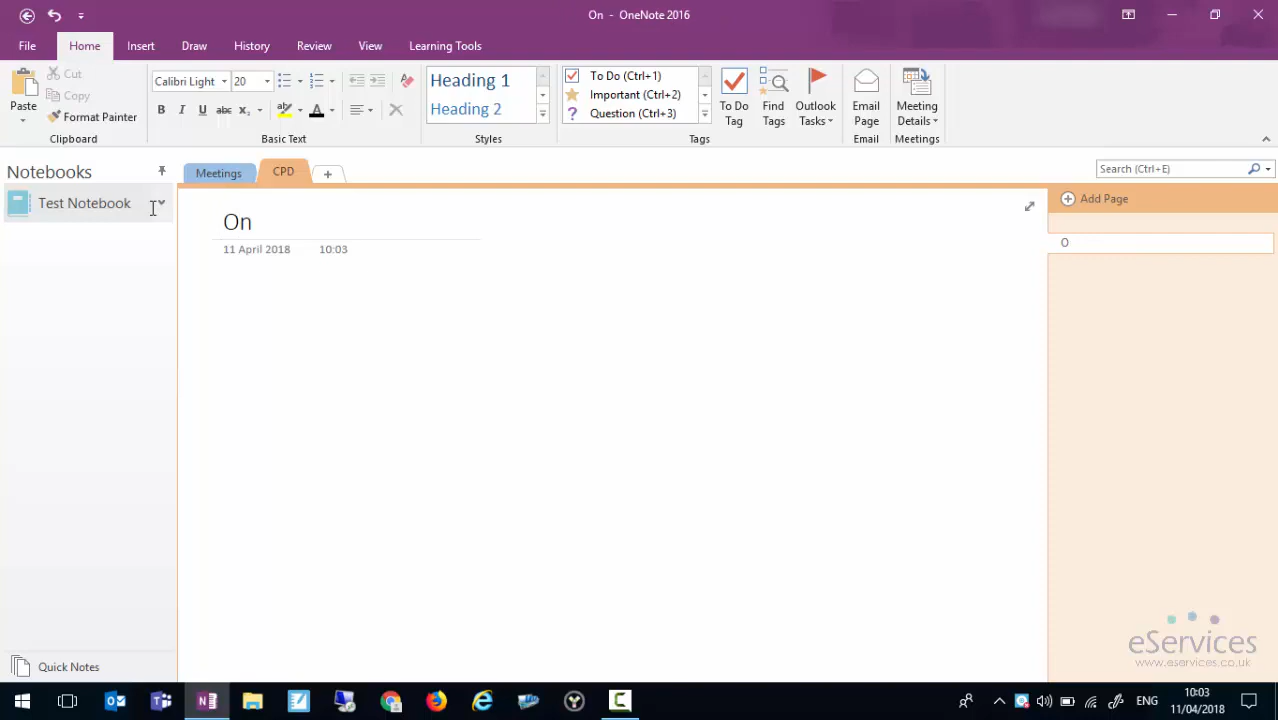 On - OneNote 2016
File Home Insert Draw History Review View Learning Tools
Paste
Cut
Copy
Format Painter
Clipboard
Calibri Light 20
B I U abc X₂ ab A
Basic Text
Heading 1
Heading 2
Styles
To Do (Ctrl+1)
Important (Ctrl+2)
? Question (Ctrl+3)
To Do
Tag
Find
Tags
Outlook
Tasks
Tags
Email
Page
Email
Meeting
Details
Meetings
Notebooks
Test Notebook
Quick Notes
Meetings CPD +
Search (Ctrl+E)
On
11 April 2018 10:03
Add Page
O
eServices
www.eservices.co.uk
ENG
10:03
11/04/2018